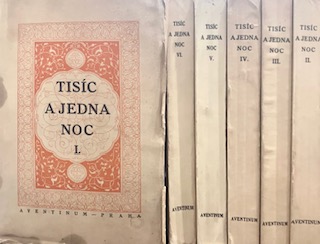 TISÍC
A JEDNA
NOC
I.
AVENTINUM—PRAHA
TISÍC
A JEDNA
NOC
VI.
AVENTINUM
TISÍC
A JEDNA
NOC
V.
AVENTINUM
TISÍC
A JEDNA
NOC
IV.
AVENTINUM
TISÍC
A JEDNA
NOC
III.
AVENTINUM
TISÍC
A JEDNA
NOC
II.
AVENTINUM